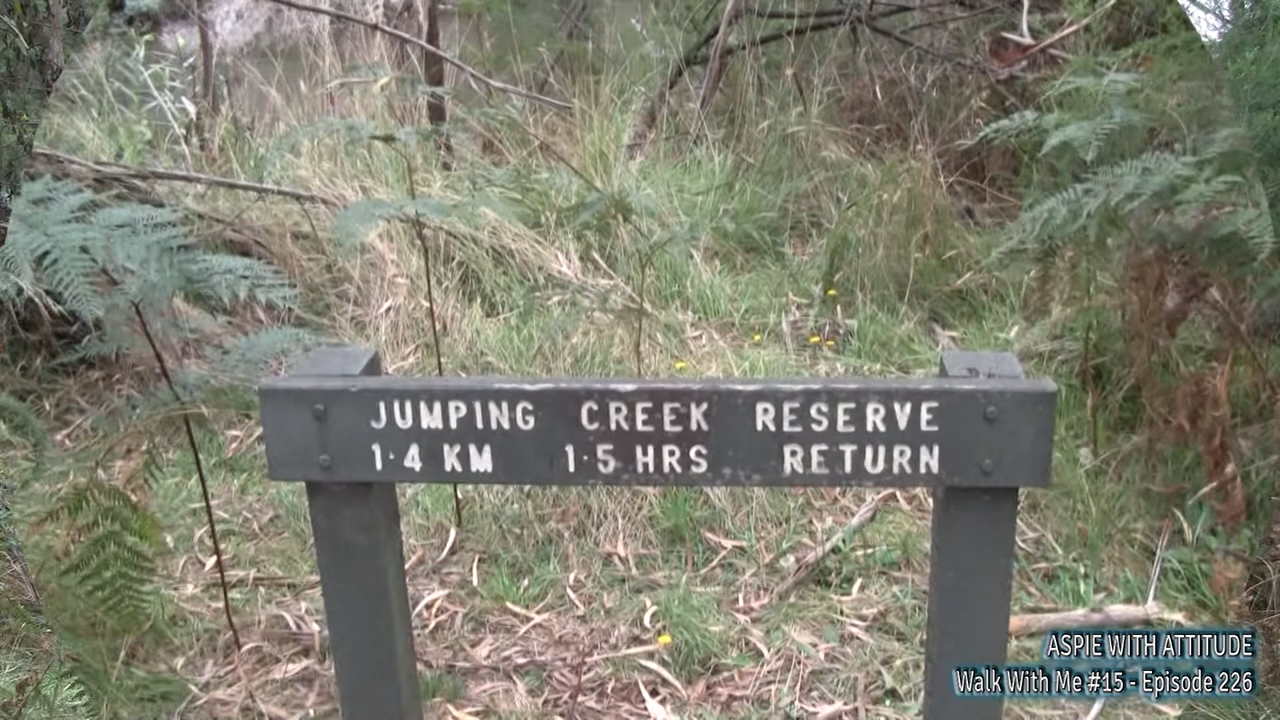 JUMPING CREEK RESERVE
1·4 KM 1·5 HRS RETURN
ASPIE WITH ATTITUDE
Walk With Me #15 - Episode 226